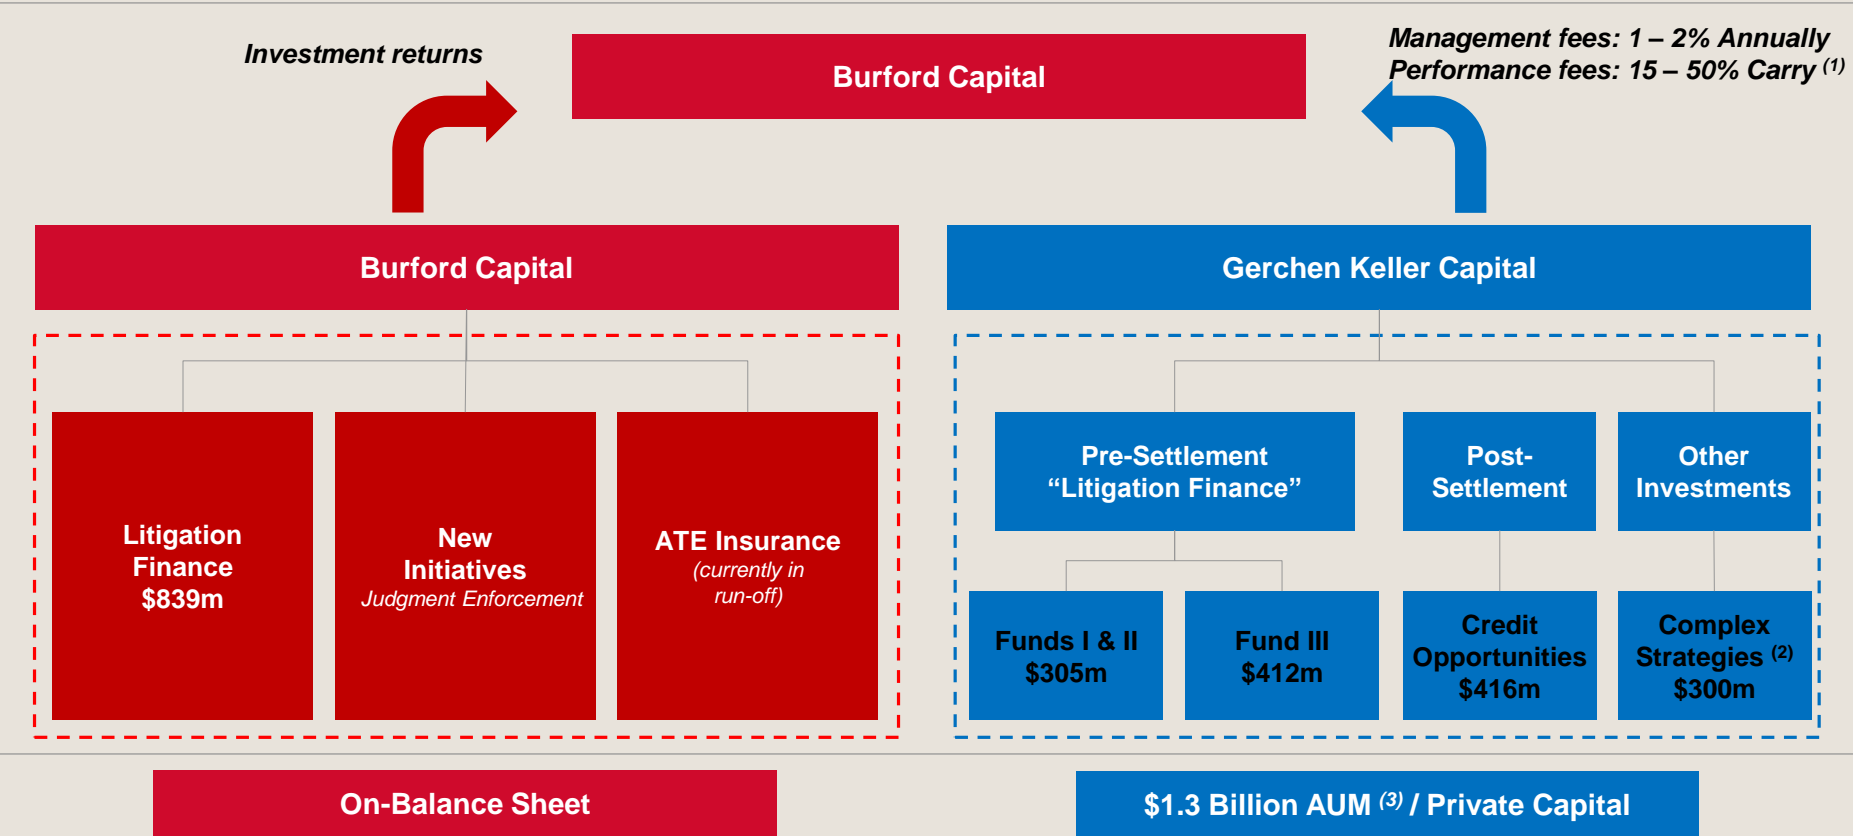 Investment returns
Burford Capital
Management fees: 1 – 2% Annually
Performance fees: 15 – 50% Carry (1)
Burford Capital
Gerchen Keller Capital
Litigation
Finance
$839m
New
Initiatives
Judgment Enforcement
ATE Insurance
(currently in
run-off)
Pre-Settlement
“Litigation Finance”
Post-
Settlement
Other
Investments
Funds I & II
$305m
Fund III
$412m
Credit
Opportunities
$416m
Complex
Strategies (2)
$300m
On-Balance Sheet
$1.3 Billion AUM (3) / Private Capital